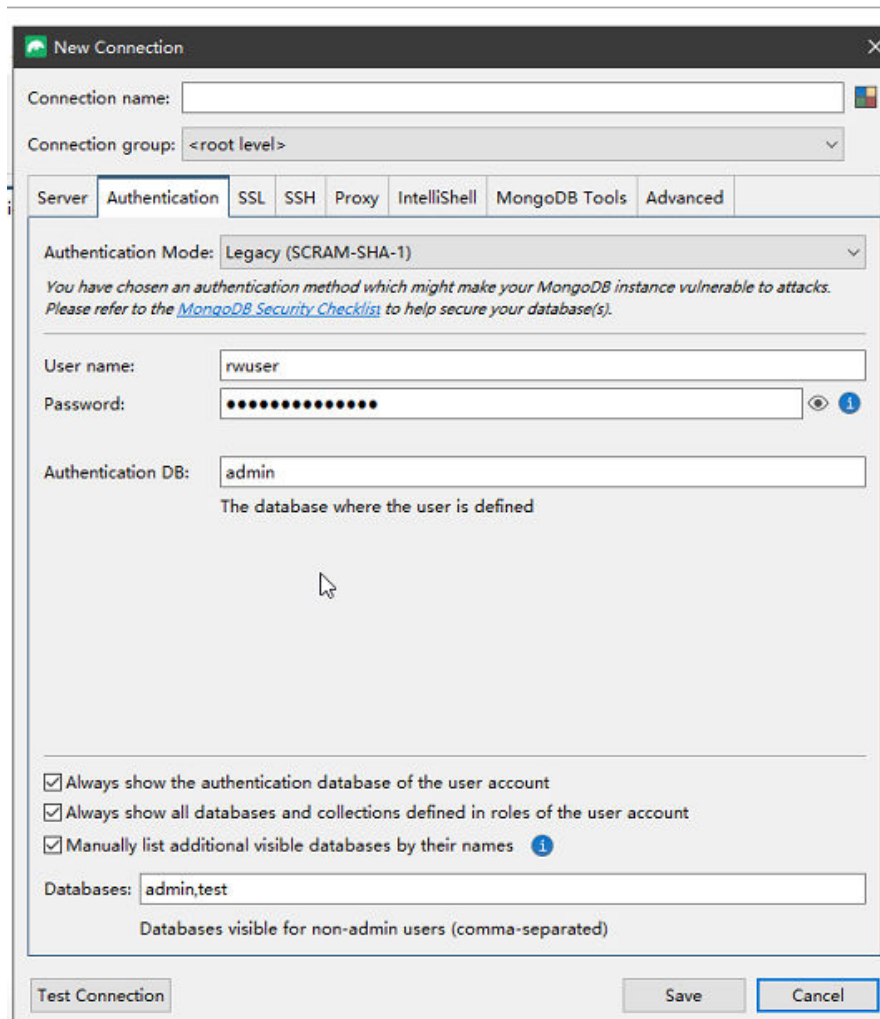 New Connection
Connection name:
Connection group: <root level>
Server Authentication SSL SSH Proxy IntelliShell MongoDB Tools Advanced
Authentication Mode: Legacy (SCRAM-SHA-1)
You have chosen an authentication method which might make your MongoDB instance vulnerable to attacks.
Please refer to the MongoDB Security Checklist to help secure your database(s).
User name: rwuser
Password: ●●●●●●●●●●●●●●
Authentication DB: admin
The database where the user is defined
Always show the authentication database of the user account
Always show all databases and collections defined in roles of the user account
Manually list additional visible databases by their names
Databases: admin,test
Databases visible for non-admin users (comma-separated)
Test Connection Save Cancel